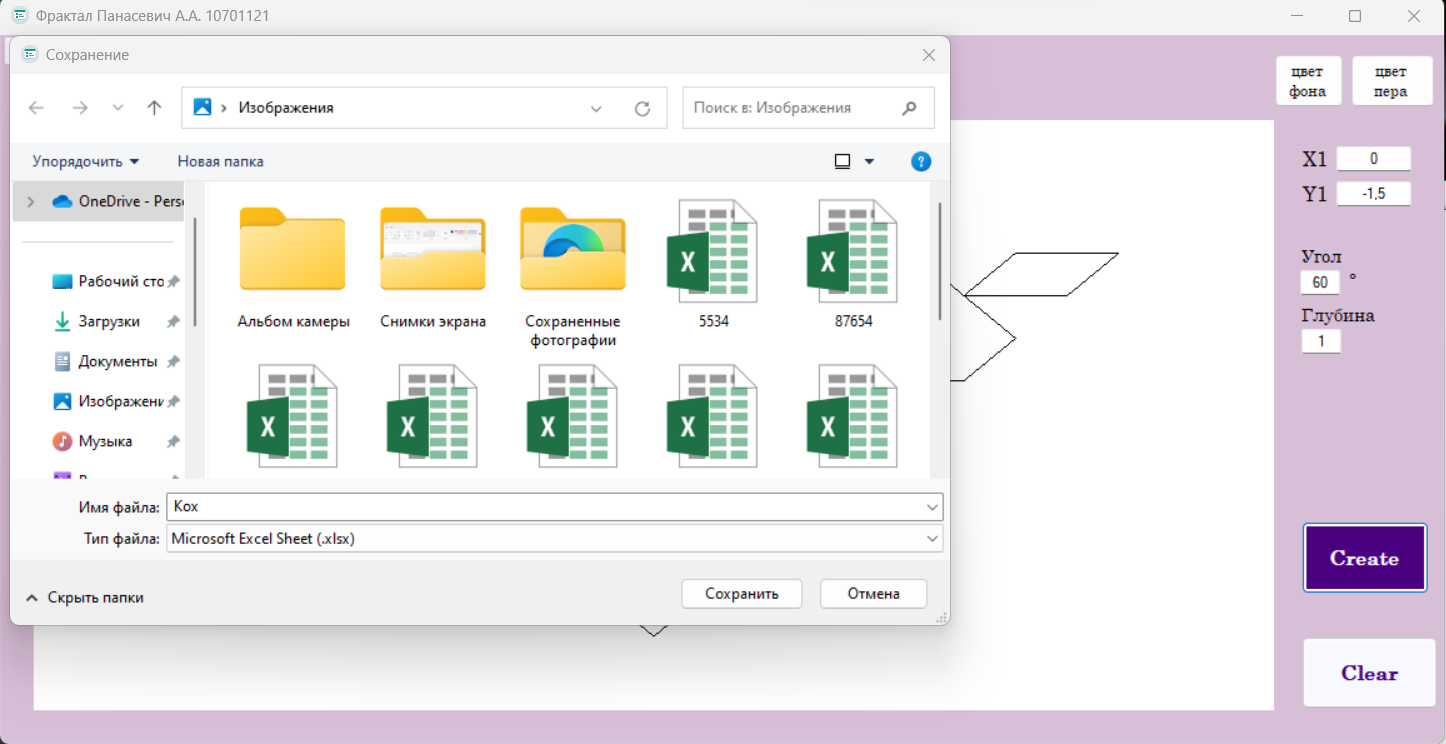 Фрактал Панасевич А.А. 10701121
Сохранение
Изображения
Поиск в: Изображения
Упорядочить
Новая папка
OneDrive - Perso
Рабочий сто
Загрузки
Документы
Изображени
Музыка
Альбом камеры
Снимки экрана
Сохраненные
фотографии
5534
87654
Имя файла: Кох
Тип файла: Microsoft Excel Sheet (.xlsx)
Скрыть папки
Сохранить
Отмена
цвет
фона
цвет
пера
X1 0
Y1 -1,5
Угол
60 °
Глубина
1
Create
Clear